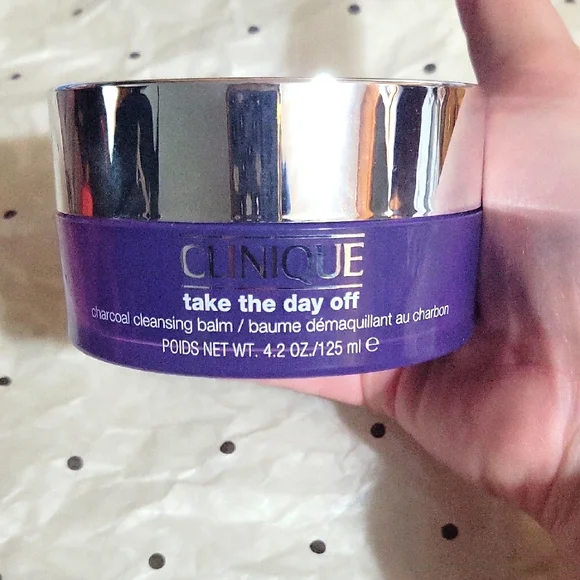 CLINIQUE
take the day off
charcoal cleansing balm / baume démaquillant au charbon
POIDS NET WT. 4.2 OZ./125 ml ℮